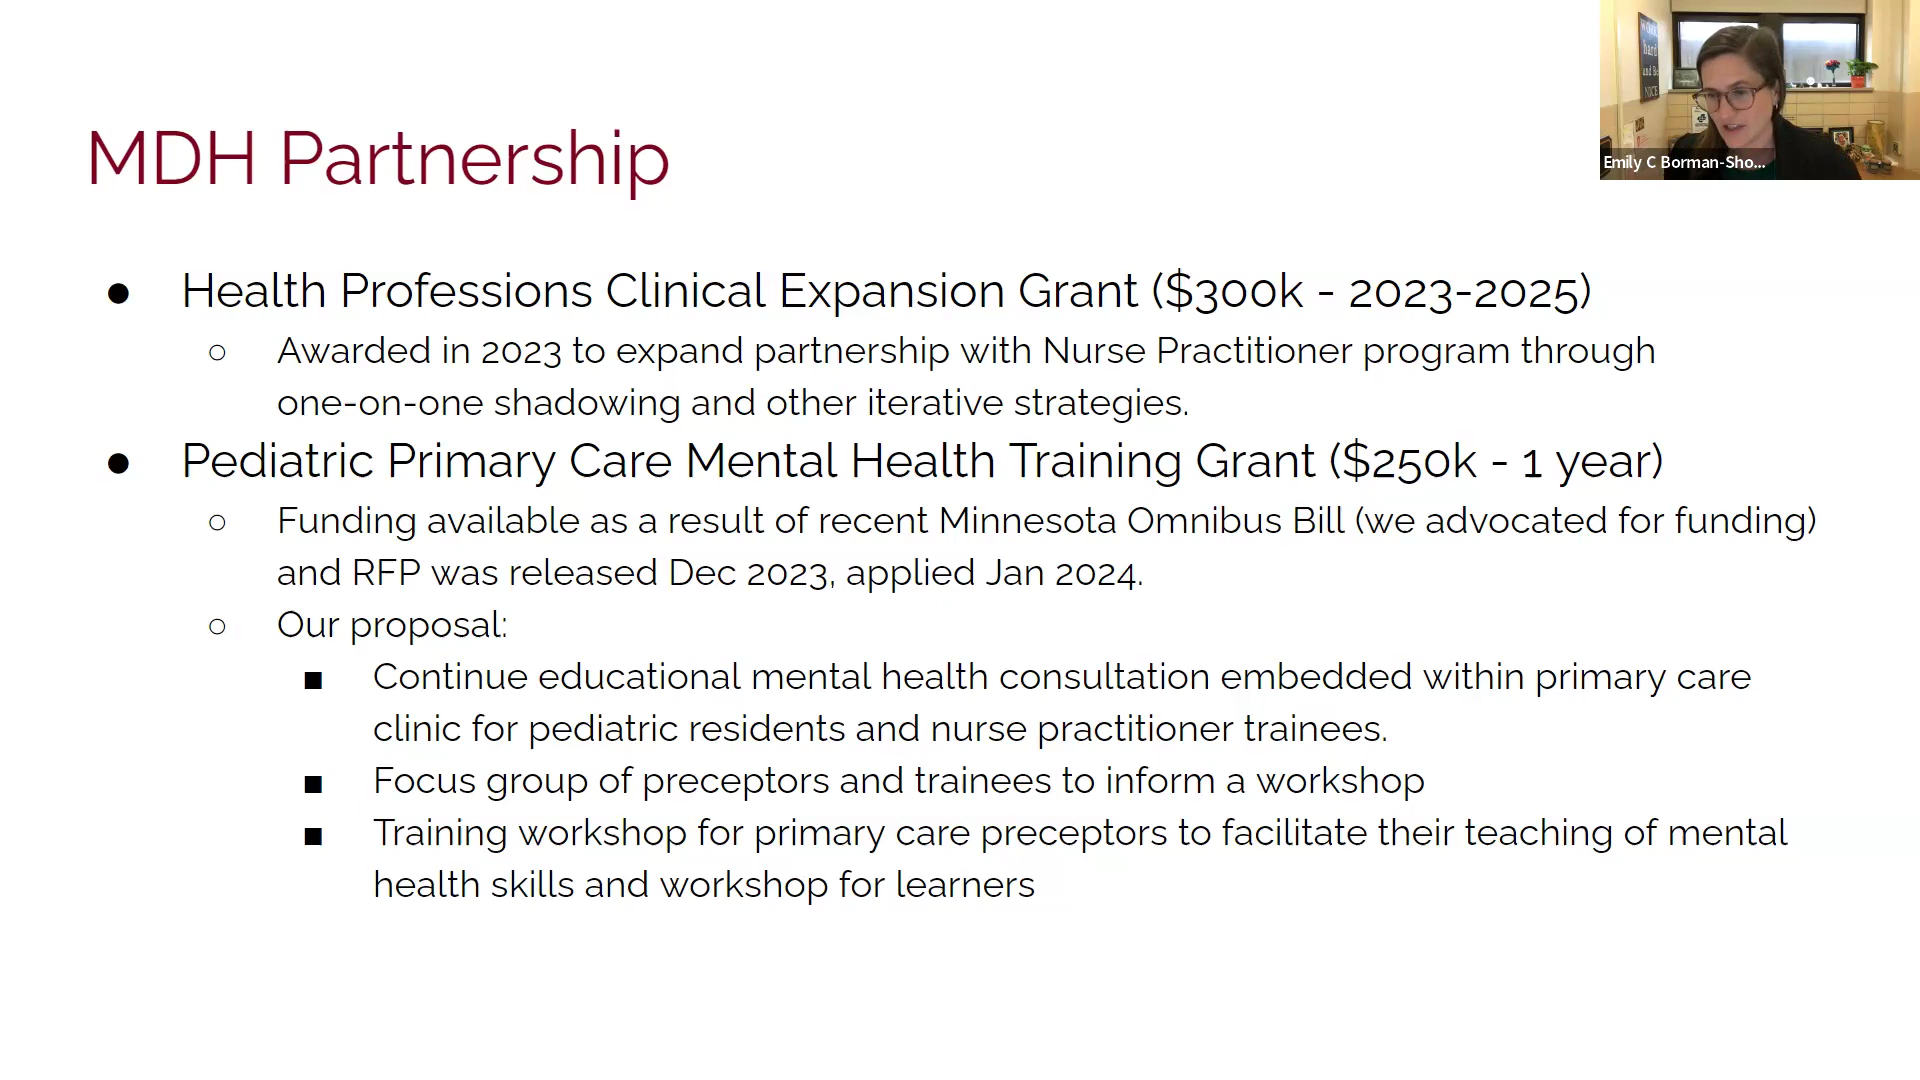 MDH Partnership
● Health Professions Clinical Expansion Grant ($300k - 2023-2025)
○ Awarded in 2023 to expand partnership with Nurse Practitioner program through
one-on-one shadowing and other iterative strategies.
● Pediatric Primary Care Mental Health Training Grant ($250k - 1 year)
○ Funding available as a result of recent Minnesota Omnibus Bill (we advocated for funding)
and RFP was released Dec 2023, applied Jan 2024.
○ Our proposal:
■ Continue educational mental health consultation embedded within primary care
clinic for pediatric residents and nurse practitioner trainees.
■ Focus group of preceptors and trainees to inform a workshop
■ Training workshop for primary care preceptors to facilitate their teaching of mental
health skills and workshop for learners
hard
and Be
NICE
Emily C Borman-Sho...